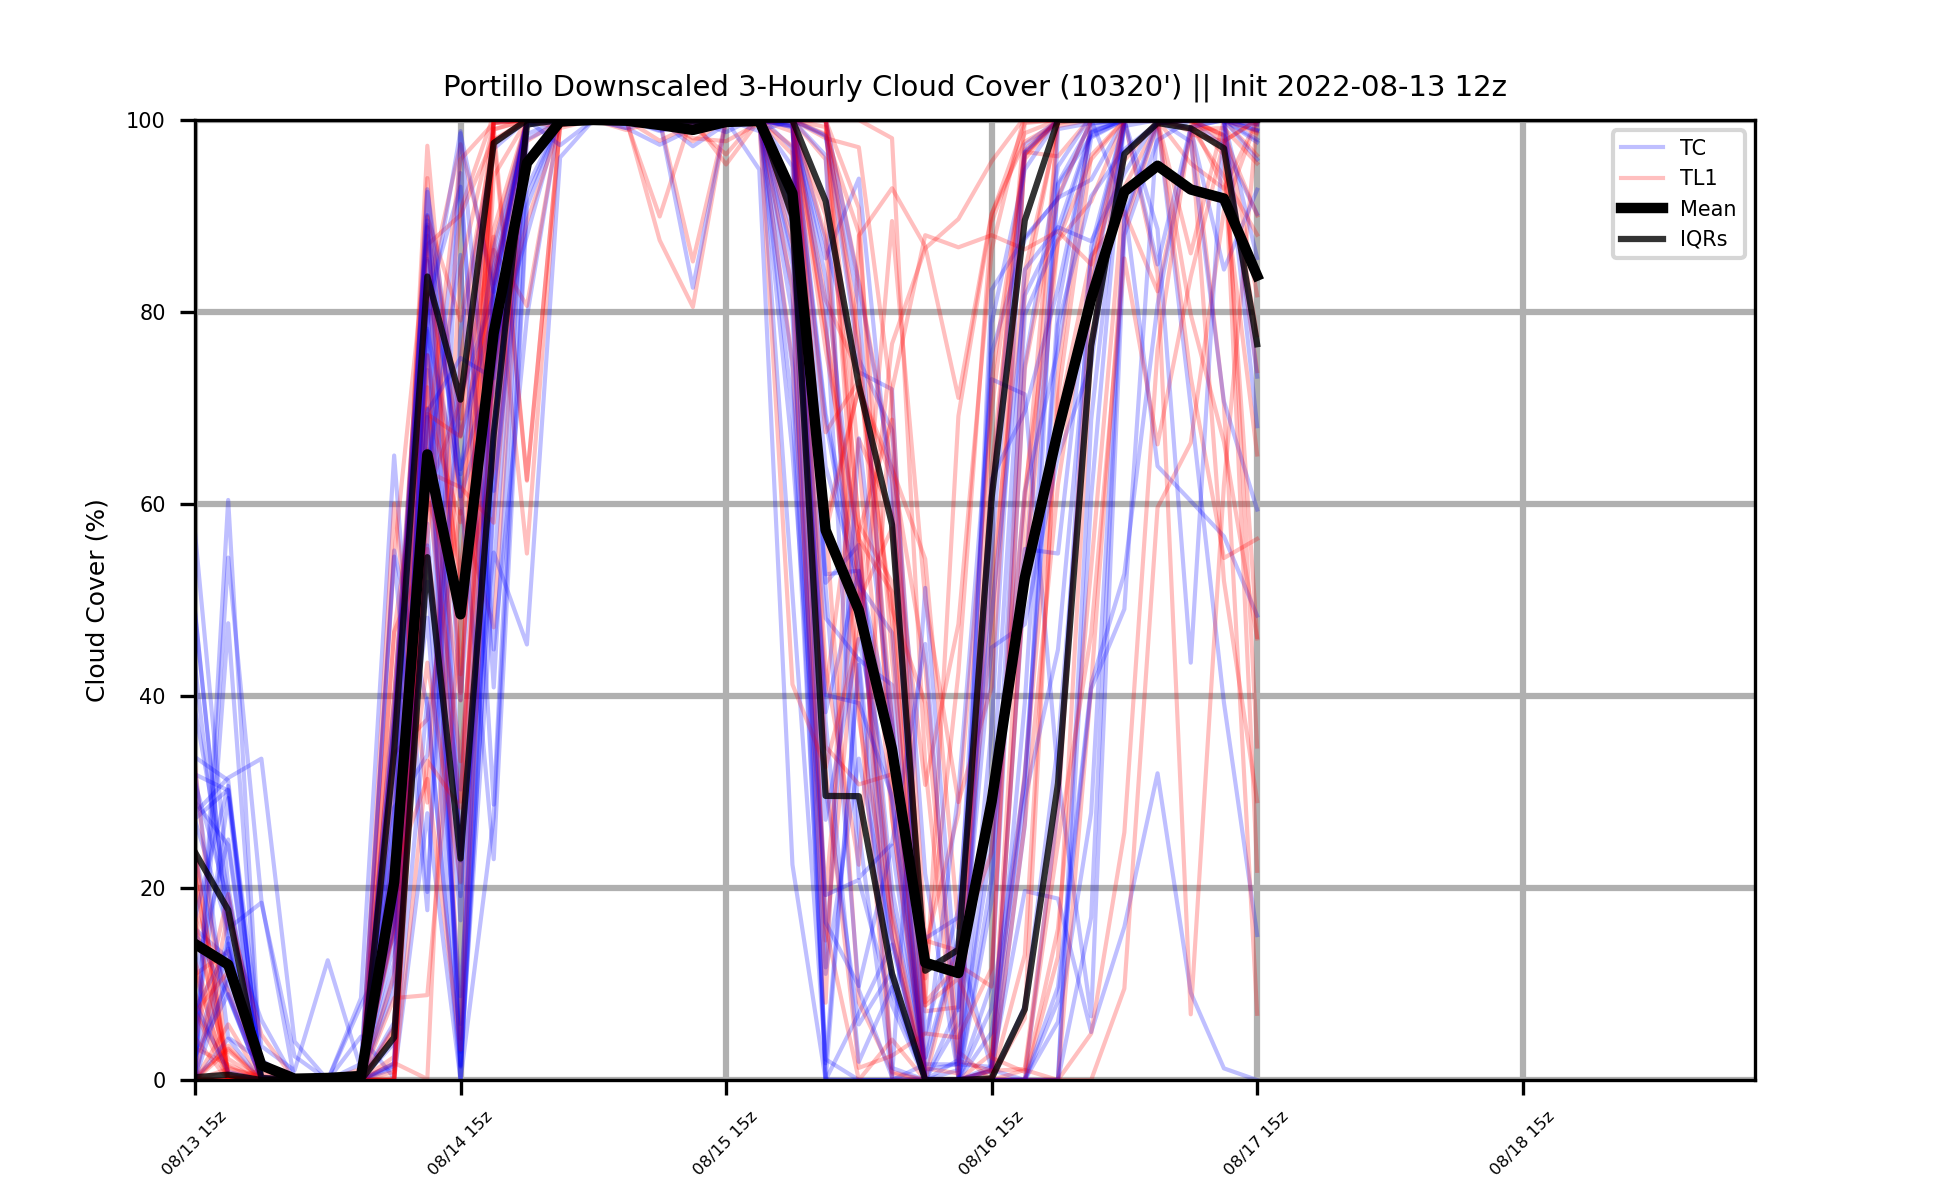 Portillo Downscaled 3-Hourly Cloud Cover (10320') || Init 2022-08-13 12z
TC
TL1
Mean
IQRs
Cloud Cover (%)
100
80
60
40
20
0
08/13 15z
08/14 15z
08/15 15z
08/16 15z
08/17 15z
08/18 15z